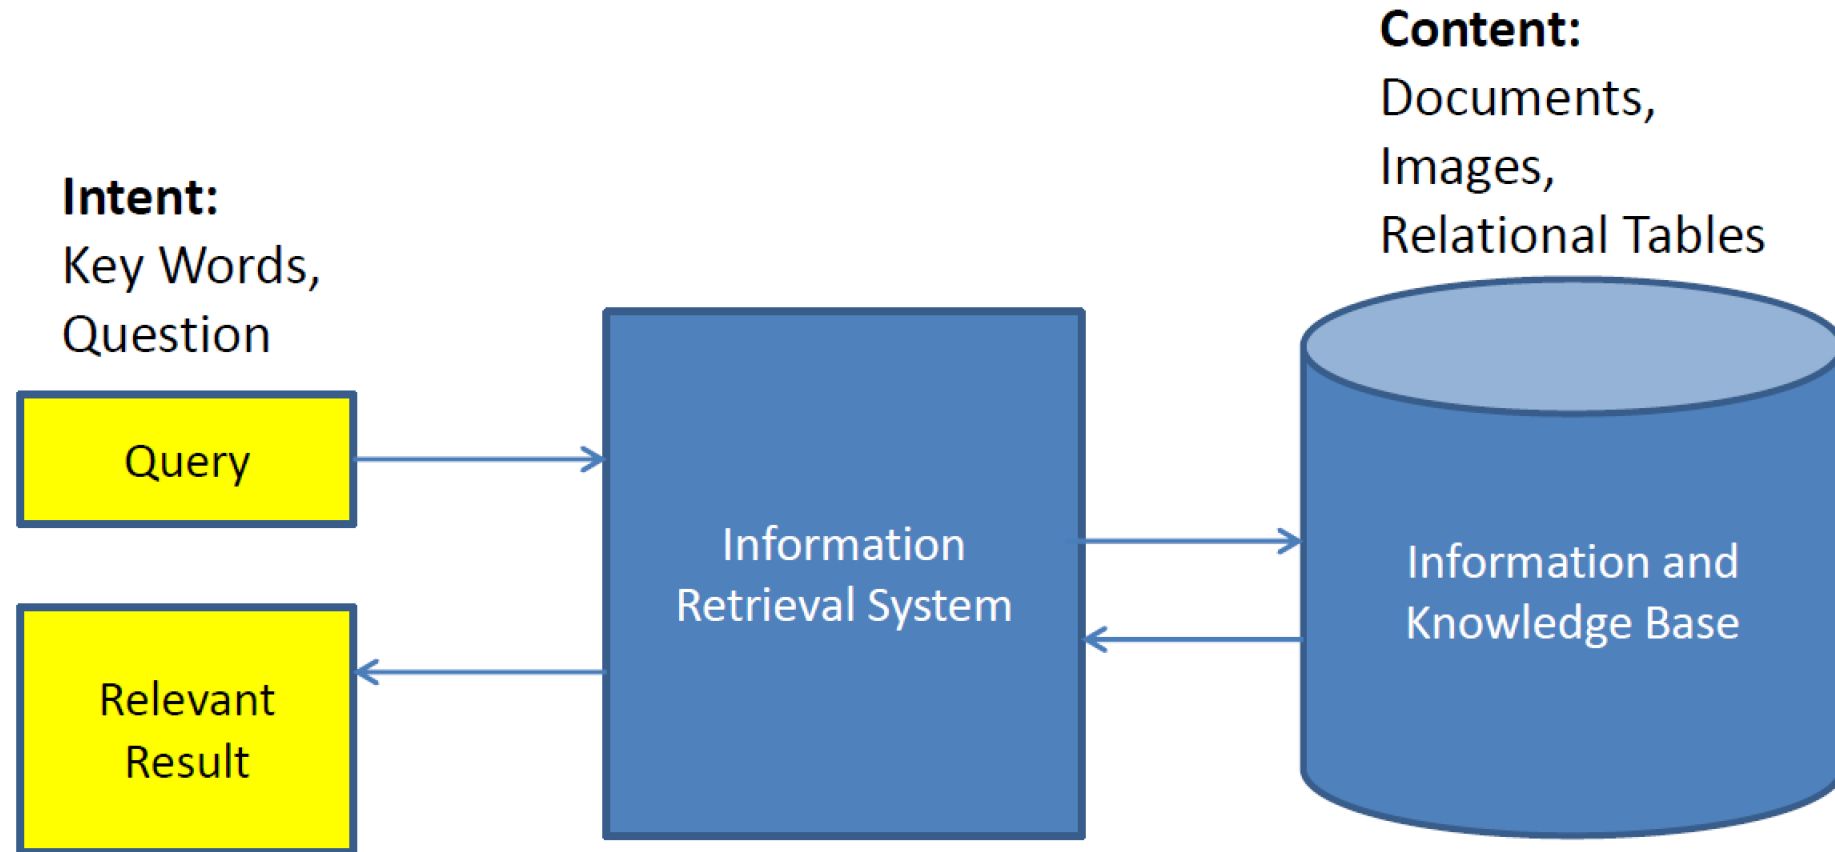 Content:
Documents,
Images,
Relational Tables
Intent:
Key Words,
Question
Query
Relevant
Result
Information
Retrieval System
Information and
Knowledge Base